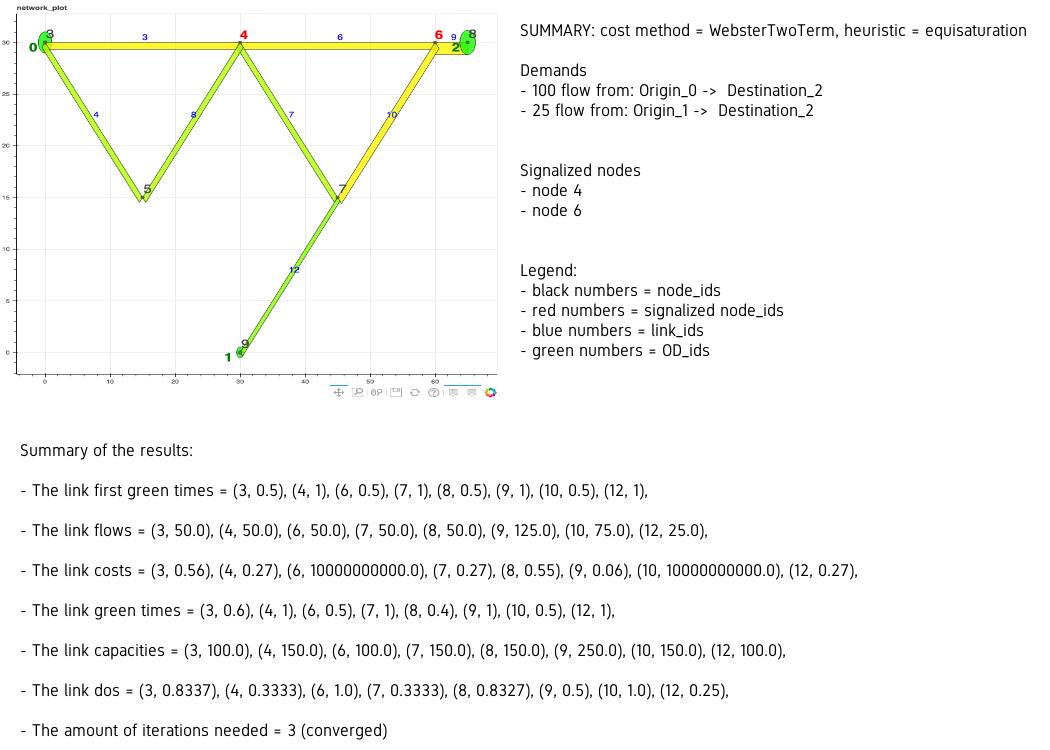 network_plot
SUMMARY: cost method = WebsterTwoTerm, heuristic = equisaturation
Demands
- 100 flow from: Origin_0 -> Destination_2
- 25 flow from: Origin_1 -> Destination_2
Signalized nodes
- node 4
- node 6
Legend:
- black numbers = node_ids
- red numbers = signalized node_ids
- blue numbers = link_ids
- green numbers = OD_ids
30
25
20
15
10
5
0
0
10
20
30
40
50
60
3
0
3
4
6
6
9
2
8
4
8
7
10
5
7
12
9
1
Summary of the results:
- The link first green times = (3, 0.5), (4, 1), (6, 0.5), (7, 1), (8, 0.5), (9, 1), (10, 0.5), (12, 1),
- The link flows = (3, 50.0), (4, 50.0), (6, 50.0), (7, 50.0), (8, 50.0), (9, 125.0), (10, 75.0), (12, 25.0),
- The link costs = (3, 0.56), (4, 0.27), (6, 10000000000.0), (7, 0.27), (8, 0.55), (9, 0.06), (10, 10000000000.0), (12, 0.27),
- The link green times = (3, 0.6), (4, 1), (6, 0.5), (7, 1), (8, 0.4), (9, 1), (10, 0.5), (12, 1),
- The link capacities = (3, 100.0), (4, 150.0), (6, 100.0), (7, 150.0), (8, 150.0), (9, 250.0), (10, 150.0), (12, 100.0),
- The link dos = (3, 0.8337), (4, 0.3333), (6, 1.0), (7, 0.3333), (8, 0.8327), (9, 0.5), (10, 1.0), (12, 0.25),
- The amount of iterations needed = 3 (converged)